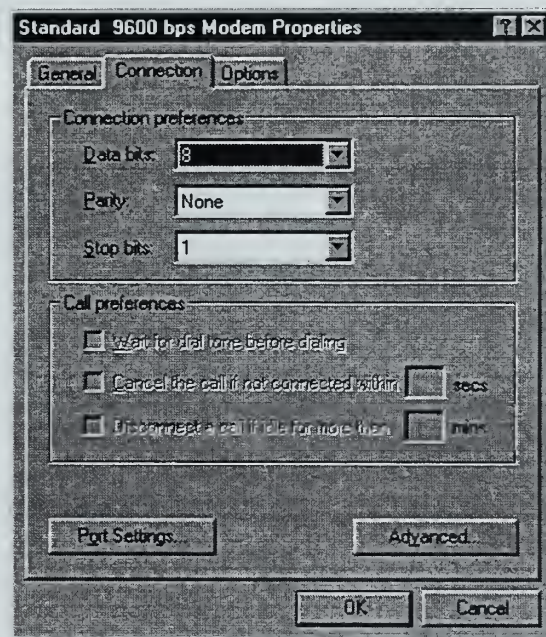 Standard 9600 bps Modem Properties
General Connection Options
Connection preferences
Data bits: 8
Parity: None
Stop bits: 1
Call preferences
Wait for dial tone before dialing
Cancel the call if not connected within secs
Disconnect a call if idle for more than mins
Port Settings...
Advanced...
OK Cancel